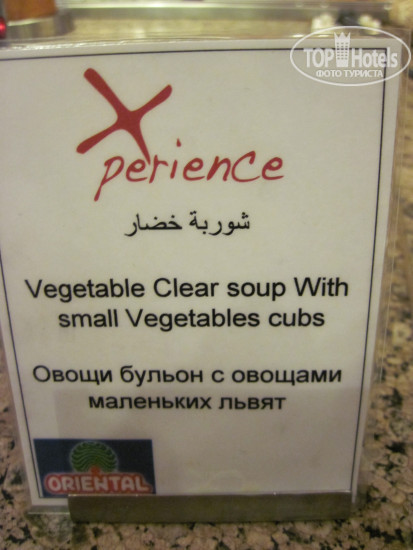 TOP Hotels
ФОТО ТУРИСТА
Xperience
شوربة خضار
Vegetable Clear soup With
small Vegetables cubs
Овощи бульон с овощами
маленьких львят
ORIENTAL